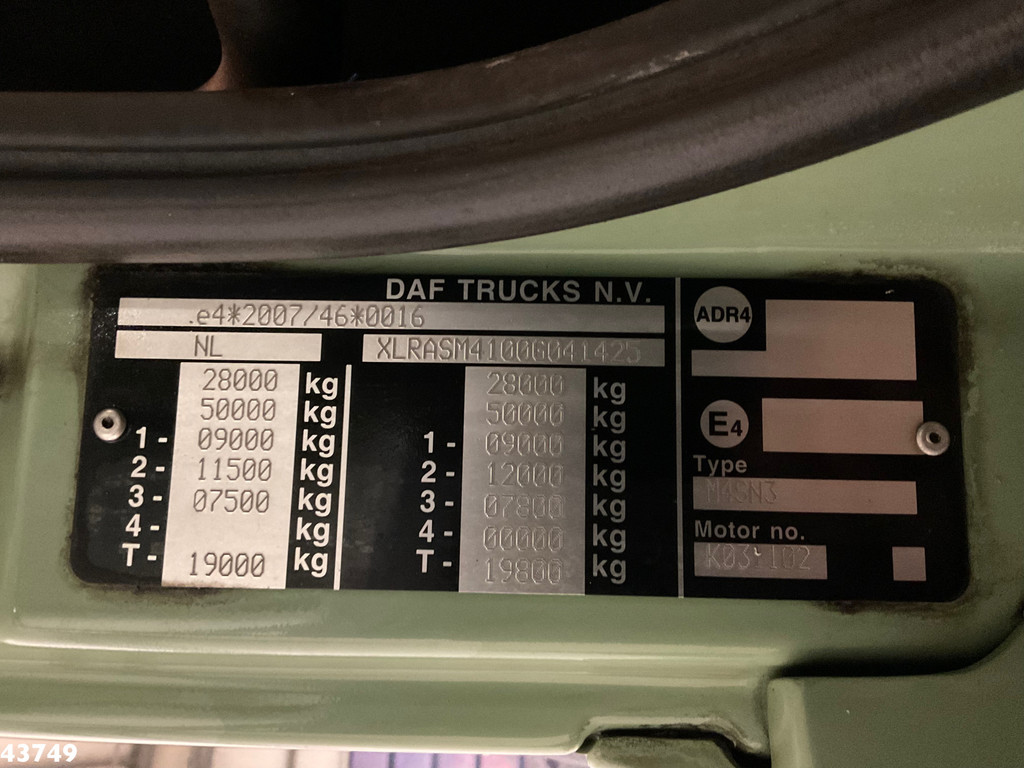 DAF TRUCKS N.V.
e4*2007/46*0016
NL XLRASM4100G041425
28000 kg 28000 kg
50000 kg 50000 kg
1- 09000 kg 1- 09000 kg
2- 11500 kg 2- 12000 kg
3- 07500 kg 3- 07800 kg
4- kg 4- 00000 kg
T- 19000 kg T- 19800 kg
ADR4
E4
Type
Motor no.
43749